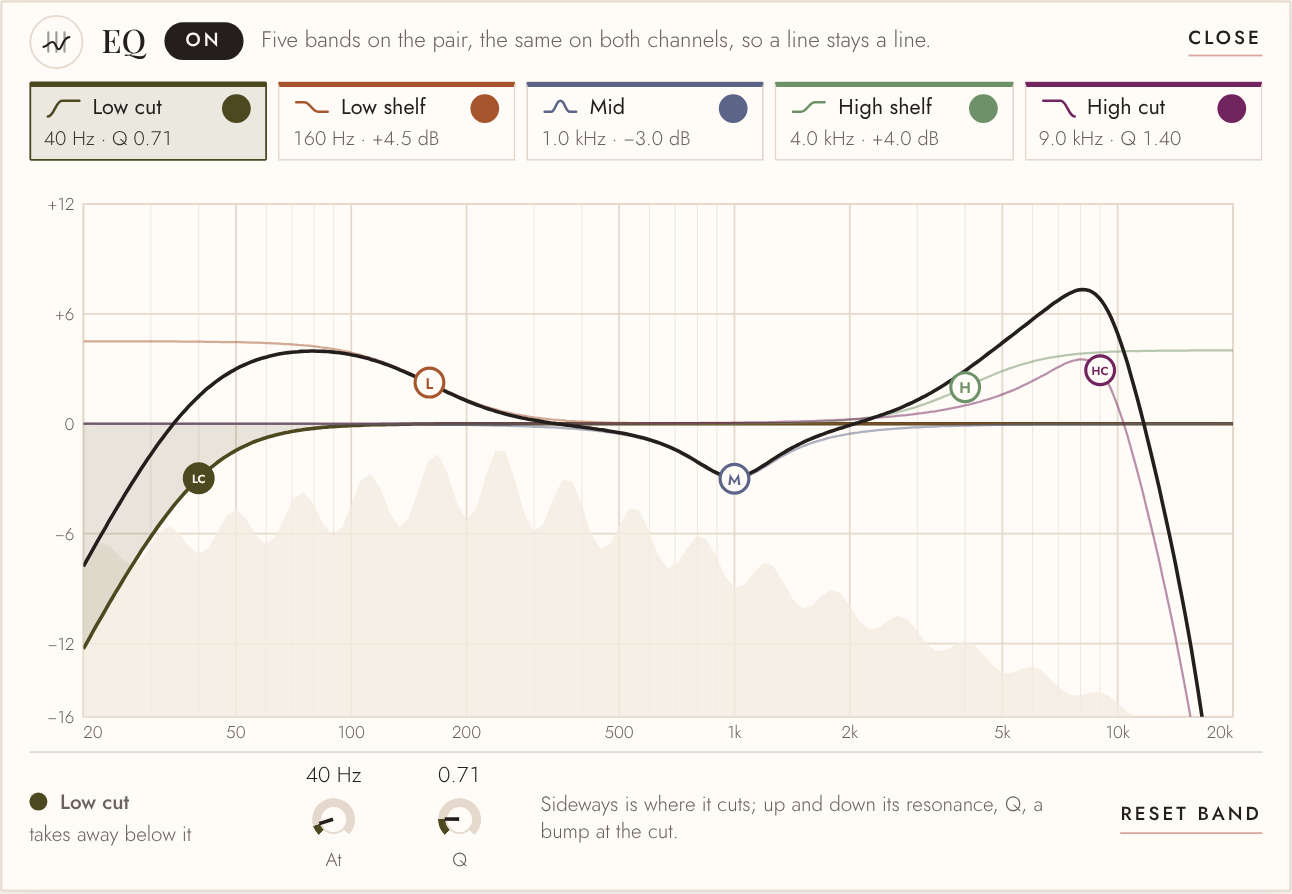 EQ ON Five bands on the pair, the same on both channels, so a line stays a line. CLOSE
Low cut
40 Hz · Q 0.71
Low shelf
160 Hz · +4.5 dB
Mid
1.0 kHz · −3.0 dB
High shelf
4.0 kHz · +4.0 dB
High cut
9.0 kHz · Q 1.40
+12
+6
0
−6
−12
−16
LC
L
M
H
HC
20 50 100 200 500 1k 2k 5k 10k 20k
Low cut
takes away below it
40 Hz
At
0.71
Q
Sideways is where it cuts; up and down its resonance, Q, a
bump at the cut.
RESET BAND